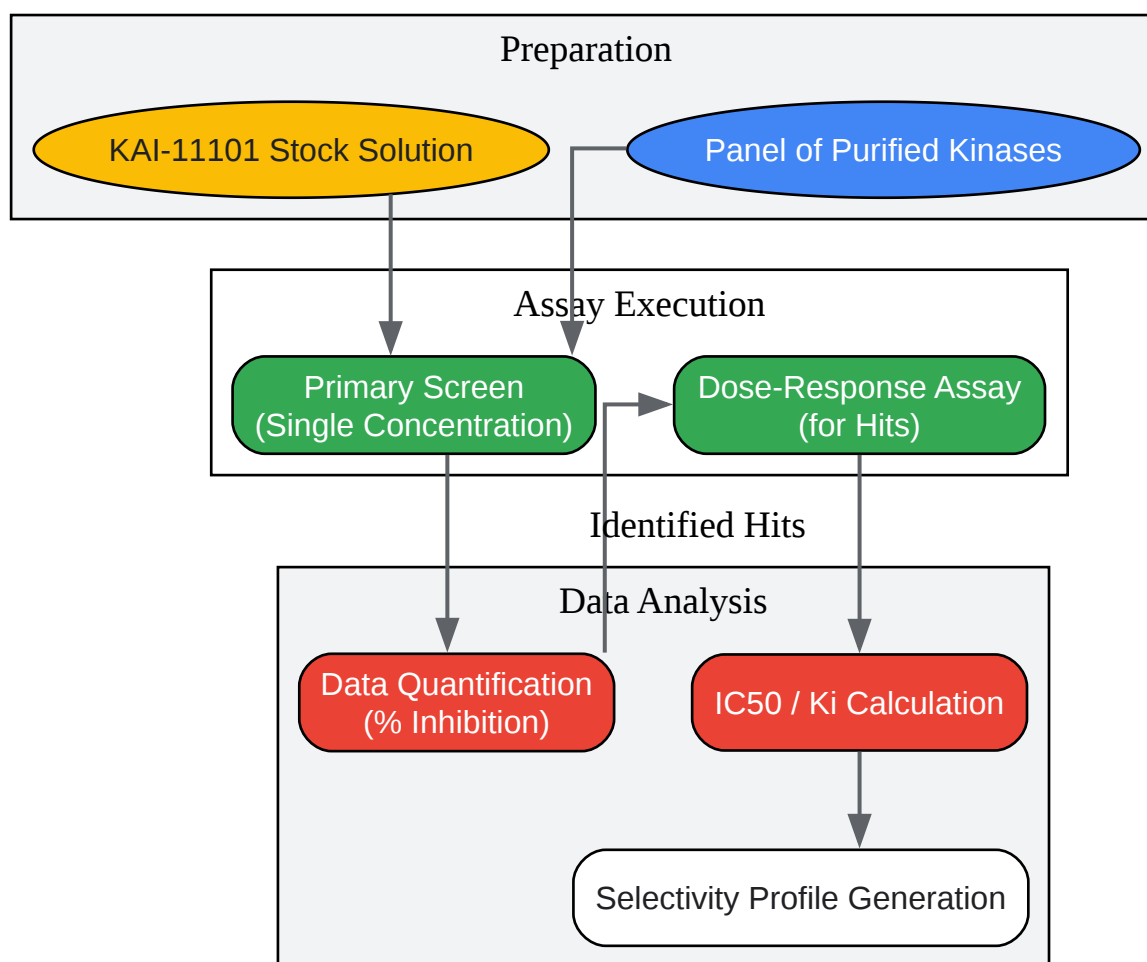 Preparation
KAI-11101 Stock Solution
Panel of Purified Kinases
Assay Execution
Primary Screen
(Single Concentration)
Dose-Response Assay
(for Hits)
Identified Hits
Data Analysis
Data Quantification
(% Inhibition)
IC50 / Ki Calculation
Selectivity Profile Generation